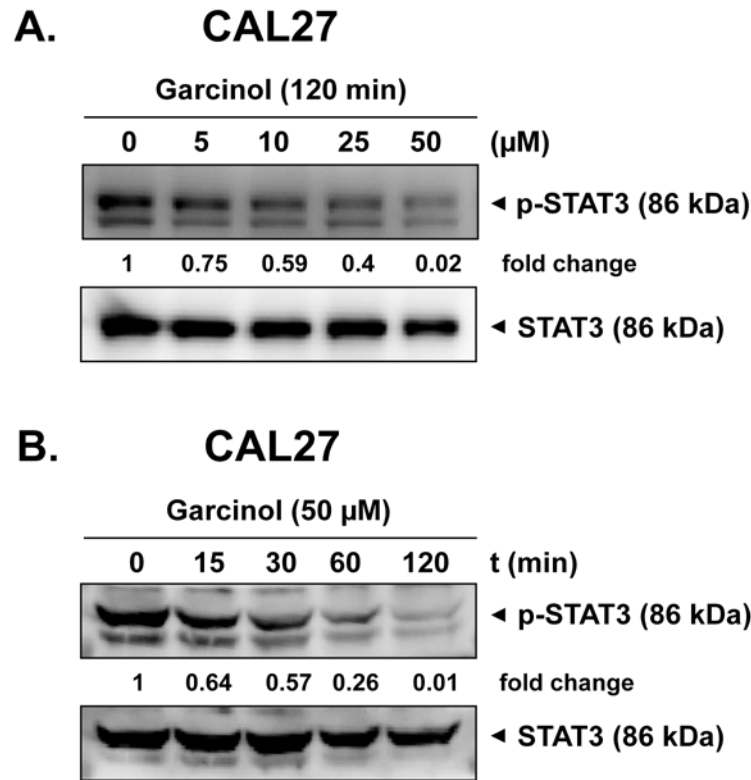 A. CAL27
Garcinol (120 min)
0 5 10 25 50 (µM)
◄ p-STAT3 (86 kDa)
1 0.75 0.59 0.4 0.02 fold change
◄ STAT3 (86 kDa)
B. CAL27
Garcinol (50 µM)
0 15 30 60 120 t (min)
◄ p-STAT3 (86 kDa)
1 0.64 0.57 0.26 0.01 fold change
◄ STAT3 (86 kDa)